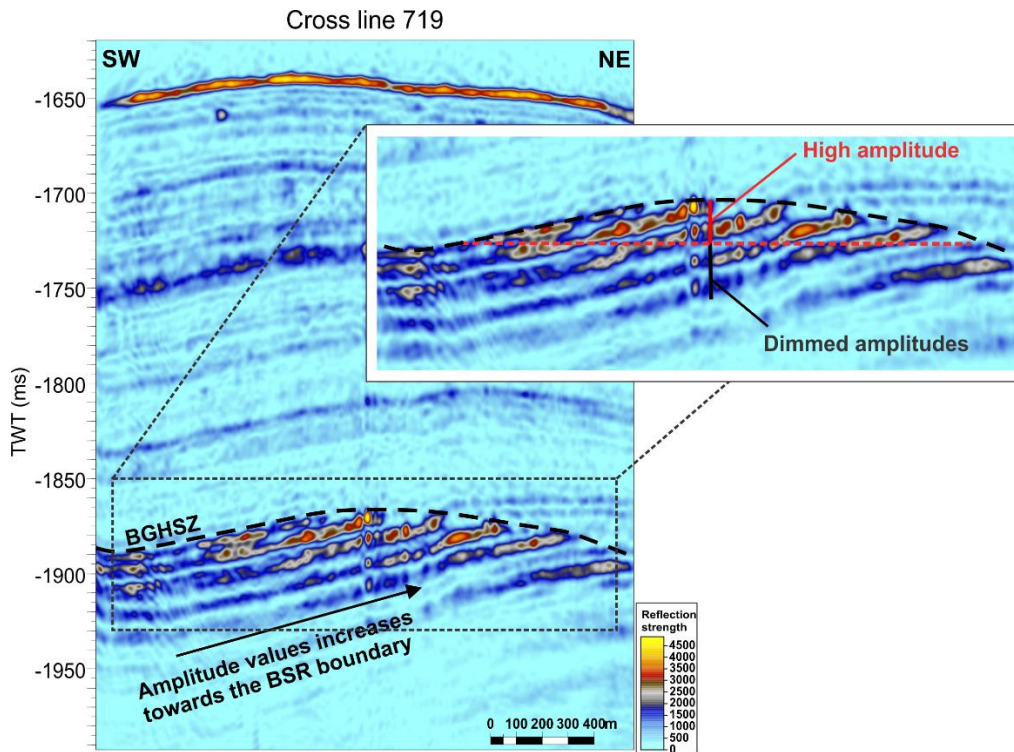 Cross line 719
SW
NE
-1650
-1700
-1750
-1800
-1850
-1900
-1950
TWT (ms)
High amplitude
Dimmed amplitudes
BGHSZ
Amplitude values increases
towards the BSR boundary
0 100 200 300 400m
Reflection
strength
4500
4000
3500
3000
2500
2000
1500
1000
500
0